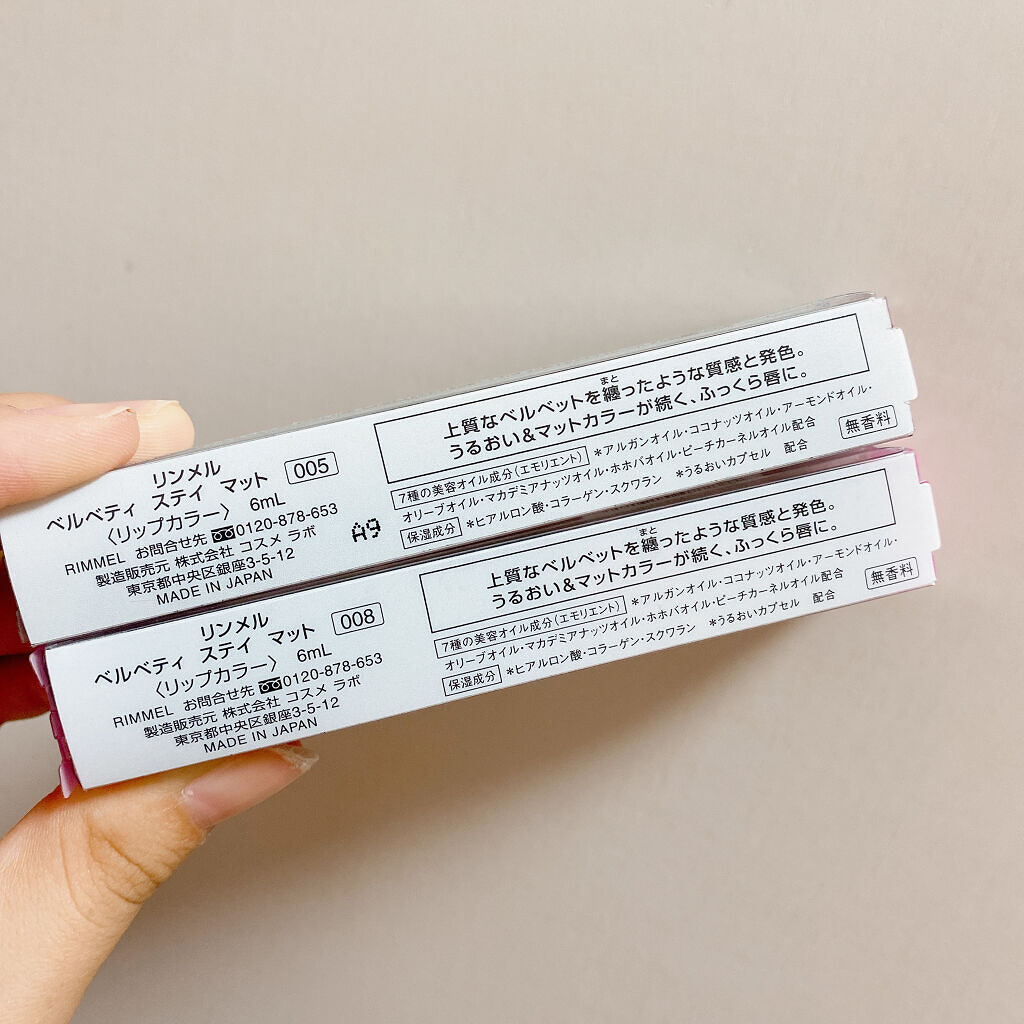 リンメル
ベルベティ ステイ マット 005
〈リップカラー〉 6mL
RIMMEL お問合せ先 0120-878-653
製造販売元 株式会社 コスメ ラボ
東京都中央区銀座3-5-12
MADE IN JAPAN
A9
まと
上質なベルベットを纏ったような質感と発色。
うるおい&マットカラーが続く、ふっくら唇に。
7種の美容オイル成分(エモリエント) *アルガンオイル・ココナッツオイル・アーモンドオイル・
オリーブオイル・マカデミアナッツオイル・ホホバオイル・ピーチカーネルオイル配合
保湿成分 *ヒアルロン酸・コラーゲン・スクワラン *うるおいカプセル 配合
無香料
リンメル
ベルベティ ステイ マット 008
〈リップカラー〉 6mL
RIMMEL お問合せ先 0120-878-653
製造販売元 株式会社 コスメ ラボ
東京都中央区銀座3-5-12
MADE IN JAPAN
まと
上質なベルベットを纏ったような質感と発色。
うるおい&マットカラーが続く、ふっくら唇に。
7種の美容オイル成分(エモリエント) *アルガンオイル・ココナッツオイル・アーモンドオイル・
オリーブオイル・マカデミアナッツオイル・ホホバオイル・ピーチカーネルオイル配合
保湿成分 *ヒアルロン酸・コラーゲン・スクワラン *うるおいカプセル 配合
無香料